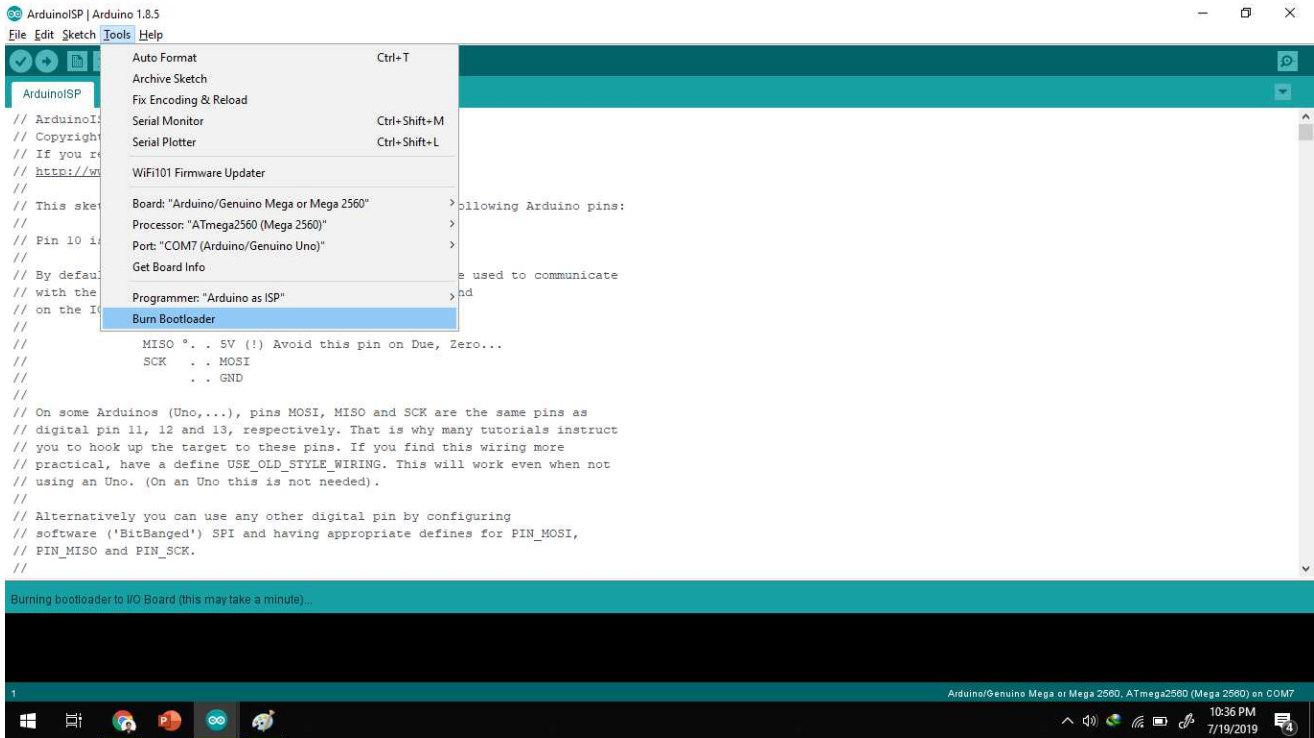 ArduinoISP | Arduino 1.8.5
File Edit Sketch Tools Help
Auto Format Ctrl+T
Archive Sketch
Fix Encoding & Reload
Serial Monitor Ctrl+Shift+M
Serial Plotter Ctrl+Shift+L
WiFi101 Firmware Updater
Board: "Arduino/Genuino Mega or Mega 2560"
Processor: "ATmega2560 (Mega 2560)"
Port: "COM7 (Arduino/Genuino Uno)"
Get Board Info
Programmer: "Arduino as ISP"
Burn Bootloader
ArduinoISP
// ArduinoIS
// Copyright
// If you re
// http://ww
//
// This sket ollowing Arduino pins:
//
// Pin 10 is
//
// By defaul e used to communicate
// with the nd
// on the IC
//
// MISO °. . 5V (!) Avoid this pin on Due, Zero...
// SCK . . MOSI
// . . GND
//
// On some Arduinos (Uno,...), pins MOSI, MISO and SCK are the same pins as
// digital pin 11, 12 and 13, respectively. That is why many tutorials instruct
// you to hook up the target to these pins. If you find this wiring more
// practical, have a define USE_OLD_STYLE_WIRING. This will work even when not
// using an Uno. (On an Uno this is not needed).
//
// Alternatively you can use any other digital pin by configuring
// software ('BitBanged') SPI and having appropriate defines for PIN_MOSI,
// PIN_MISO and PIN_SCK.
//
Burning bootloader to I/O Board (this may take a minute)...
1 Arduino/Genuino Mega or Mega 2560, ATmega2560 (Mega 2560) on COM7
10:36 PM
7/19/2019
4